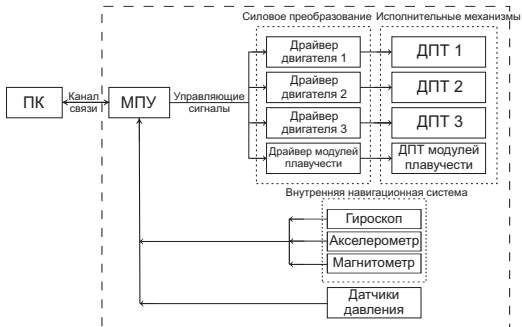 Силовое преобразование
Исполнительные механизмы
Драйвер
двигателя 1
ДПТ 1
Драйвер
двигателя 2
ДПТ 2
ПК
Канал
связи
МПУ
Управляющие
сигналы
Драйвер
двигателя 3
ДПТ 3
Драйвер модулей
плавучести
ДПТ модулей
плавучести
Внутренняя навигационная система
Гироскоп
Акселерометр
Магнитометр
Датчики
давления